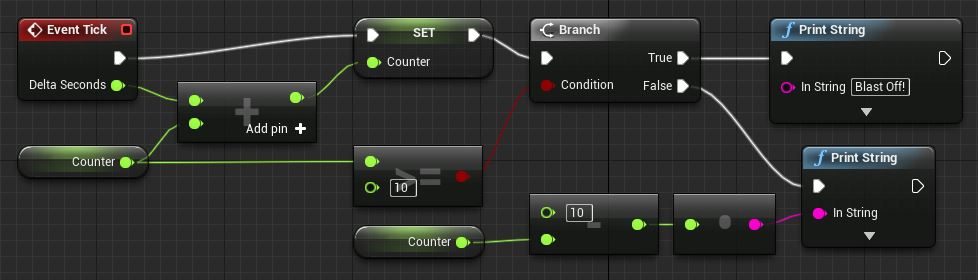 Event Tick
Delta Seconds
SET
Counter
Branch
Condition
True
False
Print String
In String Blast Off!
+
Add pin +
Counter
>=
10
Counter
10
-
Print String
In String